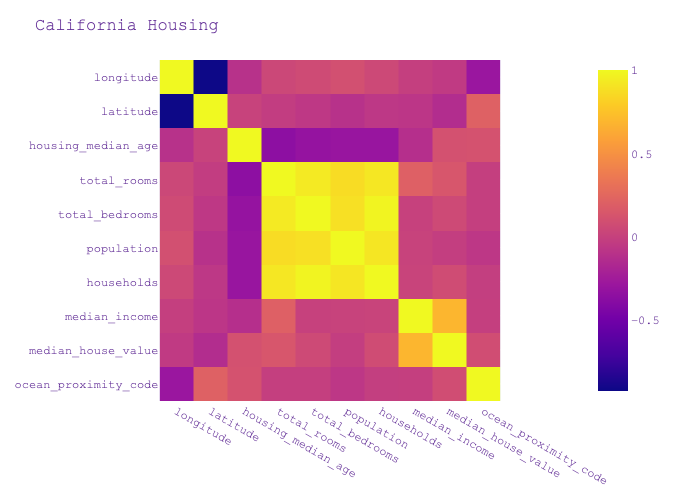 California Housing
longitude
latitude
housing_median_age
total_rooms
total_bedrooms
population
households
median_income
median_house_value
ocean_proximity_code
longitude
latitude
housing_median_age
total_rooms
total_bedrooms
population
households
median_income
median_house_value
ocean_proximity_code
1
0.5
0
−0.5